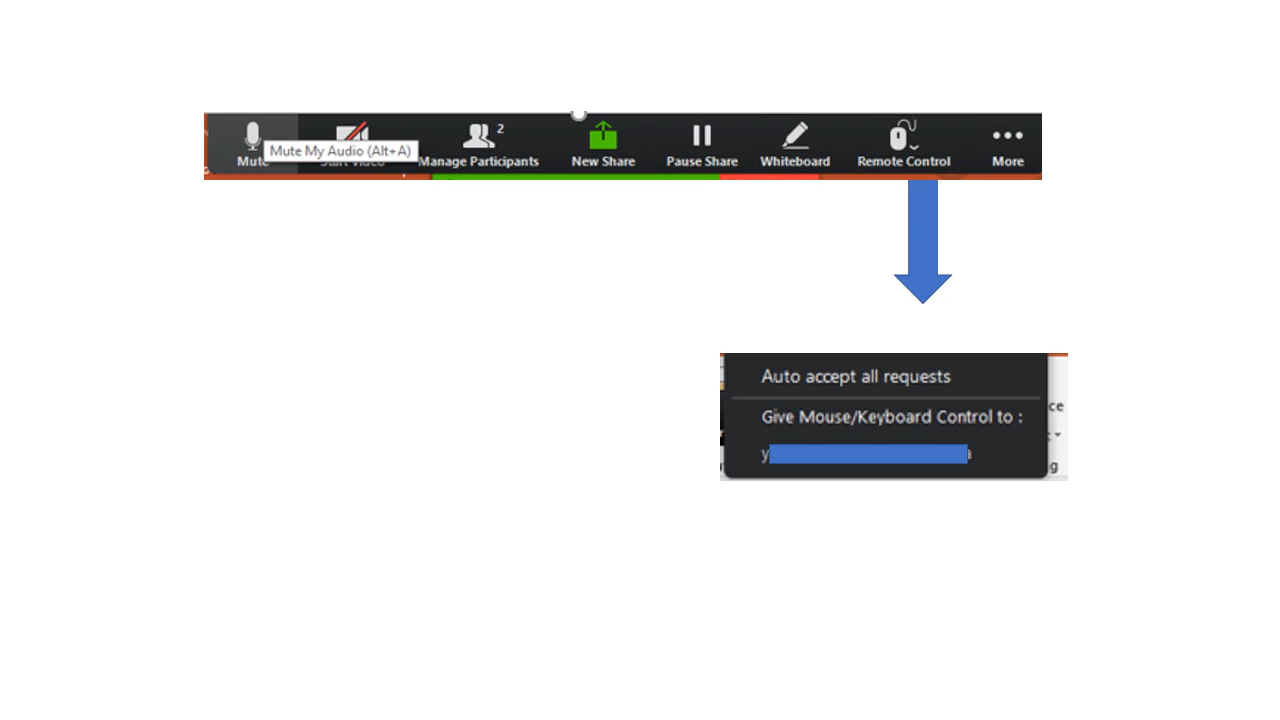 2
Mute Manage Participants New Share Pause Share Whiteboard Remote Control More
Mute My Audio (Alt+A)
Auto accept all requests
Give Mouse/Keyboard Control to :